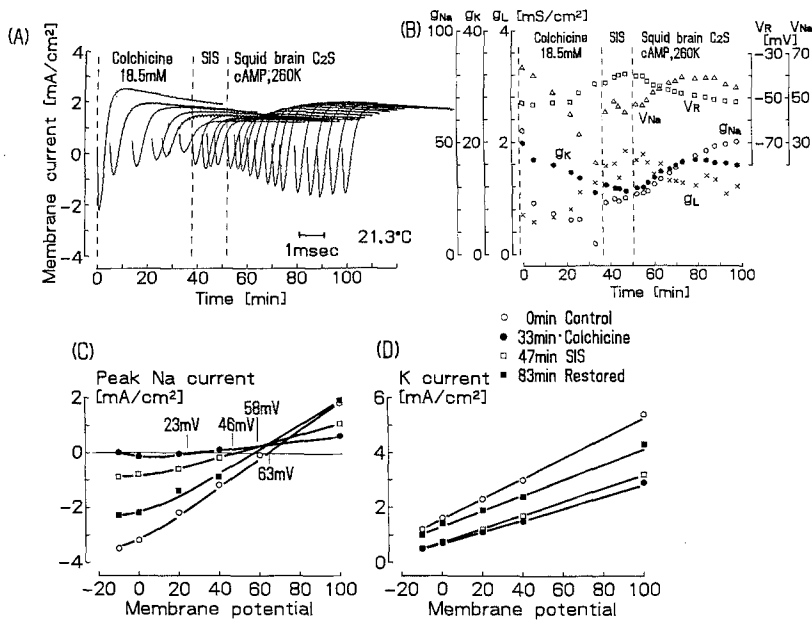 (A)
Membrane current [mA/cm²]
4
2
0
−2
−4
Colchicine
18.5mM
SIS
Squid brain C2S
cAMP,260K
1msec
21.3°C
0 20 40 60 80 100
Time [min]
(B)
gNa gK gL [mS/cm²]
100 40 4
50 20 2
0 0 0
Colchicine
18.5mM
SIS
Squid brain C2S
cAMP,260K
VR VNa
[mV]
−30 70
−50 50
−70 30
VR
VNa
gNa
gK
gL
0 20 40 60 80 100
Time [min]
○ 0min Control
● 33min·Colchicine
□ 47min SIS
■ 83min Restored
(C)
Peak Na current
[mA/cm²]
2
0
−2
−4
23mV
46mV
58mV
63mV
−20 0 20 40 60 80 100
Membrane potential
(D)
K current
[mA/cm²]
6
4
2
0
−20 0 20 40 60 80 100
Membrane potential